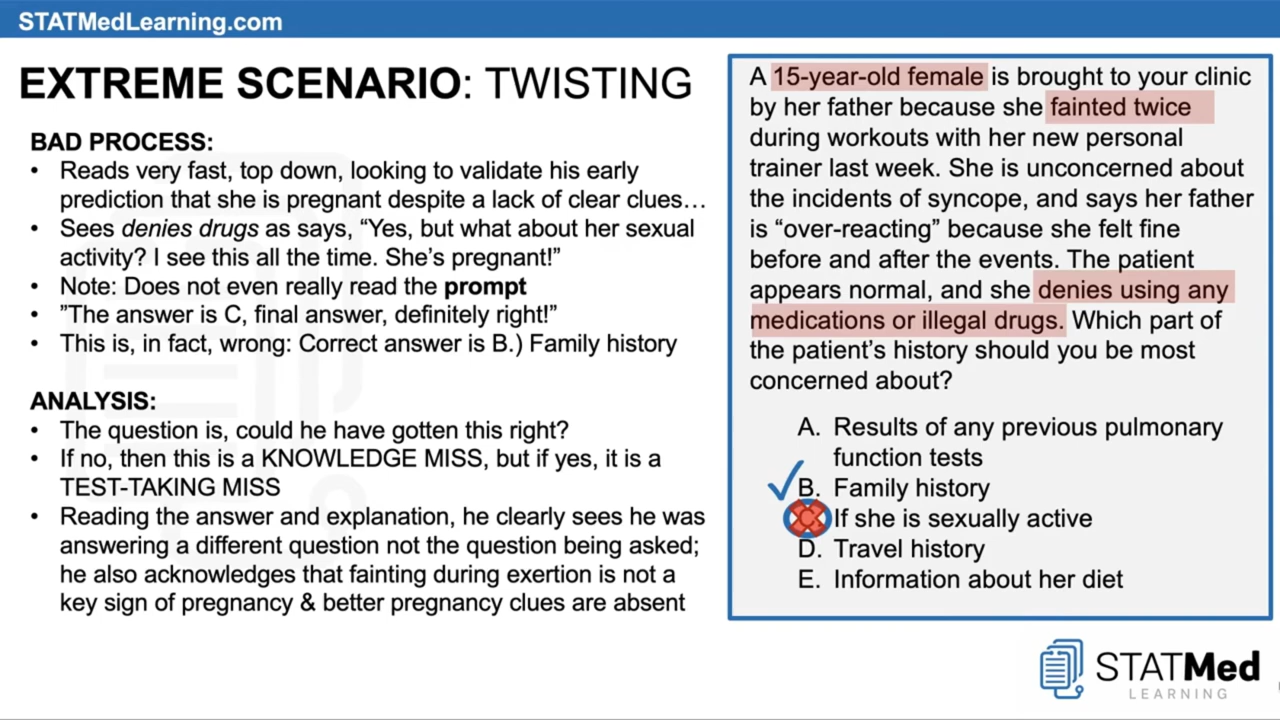 STATMedLearning.com
EXTREME SCENARIO: TWISTING
BAD PROCESS:
• Reads very fast, top down, looking to validate his early
prediction that she is pregnant despite a lack of clear clues…
• Sees denies drugs as says, “Yes, but what about her sexual
activity? I see this all the time. She’s pregnant!”
• Note: Does not even really read the prompt
• ”The answer is C, final answer, definitely right!”
• This is, in fact, wrong: Correct answer is B.) Family history
ANALYSIS:
• The question is, could he have gotten this right?
• If no, then this is a KNOWLEDGE MISS, but if yes, it is a
TEST-TAKING MISS
• Reading the answer and explanation, he clearly sees he was
answering a different question not the question being asked;
he also acknowledges that fainting during exertion is not a
key sign of pregnancy & better pregnancy clues are absent
A 15-year-old female is brought to your clinic
by her father because she fainted twice
during workouts with her new personal
trainer last week. She is unconcerned about
the incidents of syncope, and says her father
is “over-reacting” because she felt fine
before and after the events. The patient
appears normal, and she denies using any
medications or illegal drugs. Which part of
the patient’s history should you be most
concerned about?
A. Results of any previous pulmonary
function tests
B. Family history
C. If she is sexually active
D. Travel history
E. Information about her diet
STATMed
LEARNING